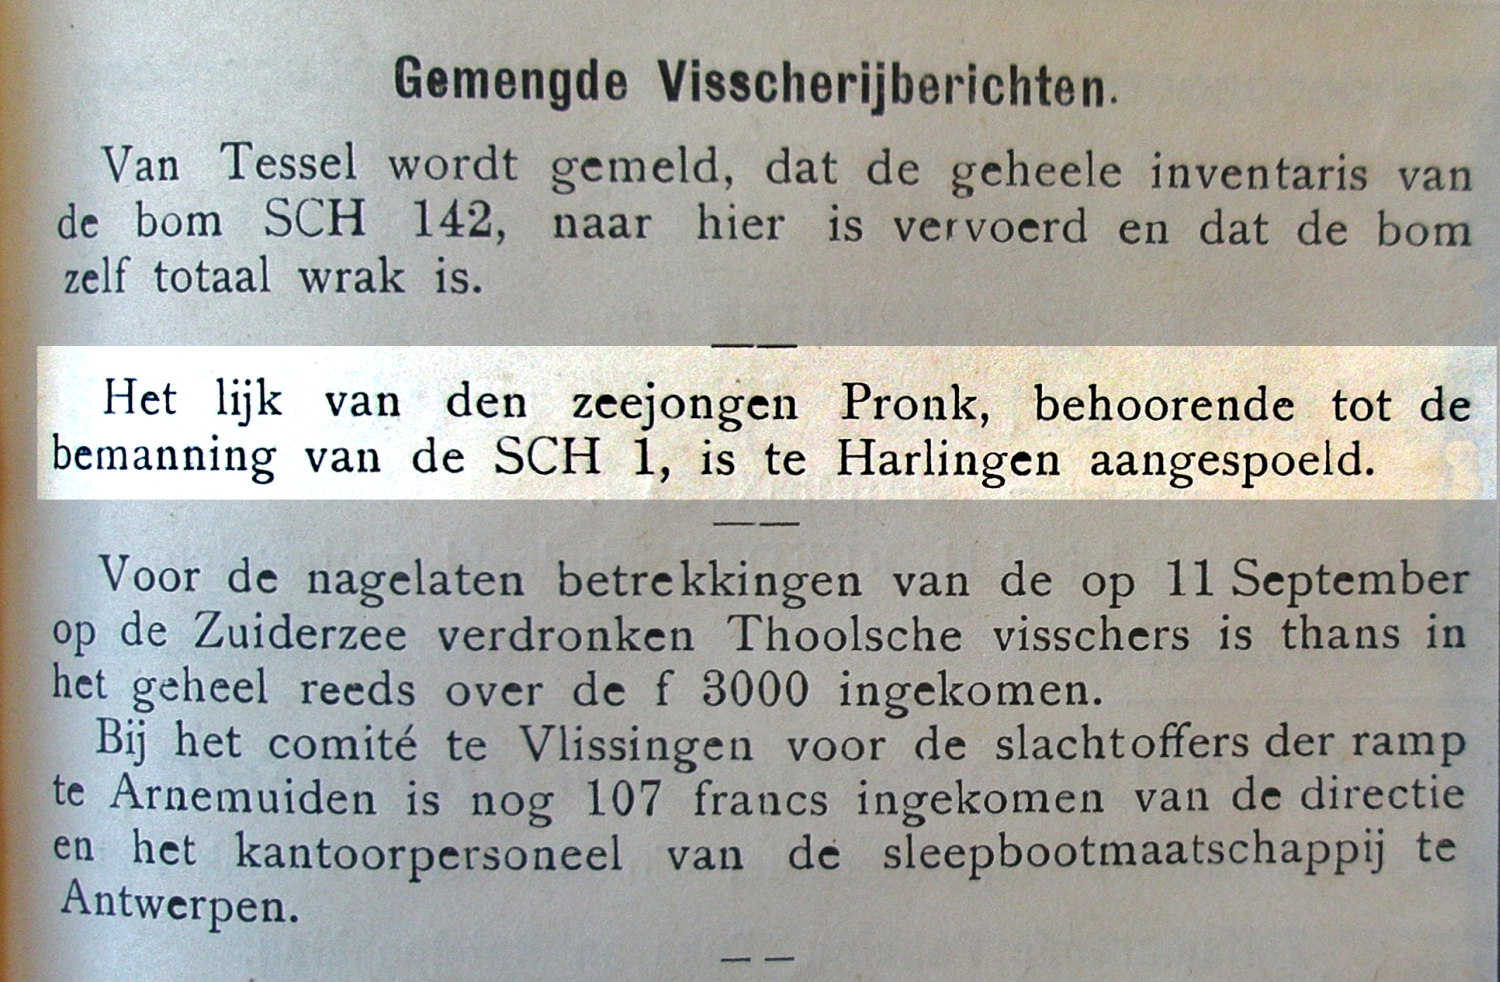 Gemengde Visscherijberichten.
Van Tessel wordt gemeld, dat de geheele inventaris van
de bom SCH 142, naar hier is vervoerd en dat de bom
zelf totaal wrak is.
Het lijk van den zeejongen Pronk, behoorende tot de
bemanning van de SCH 1, is te Harlingen aangespoeld.
Voor de nagelaten betrekkingen van de op 11 September
op de Zuiderzee verdronken Thoolsche visschers is thans in
het geheel reeds over de f 3000 ingekomen.
Bij het comité te Vlissingen voor de slachtoffers der ramp
te Arnemuiden is nog 107 francs ingekomen van de directie
en het kantoorpersoneel van de sleepbootmaatschappij te
Antwerpen.